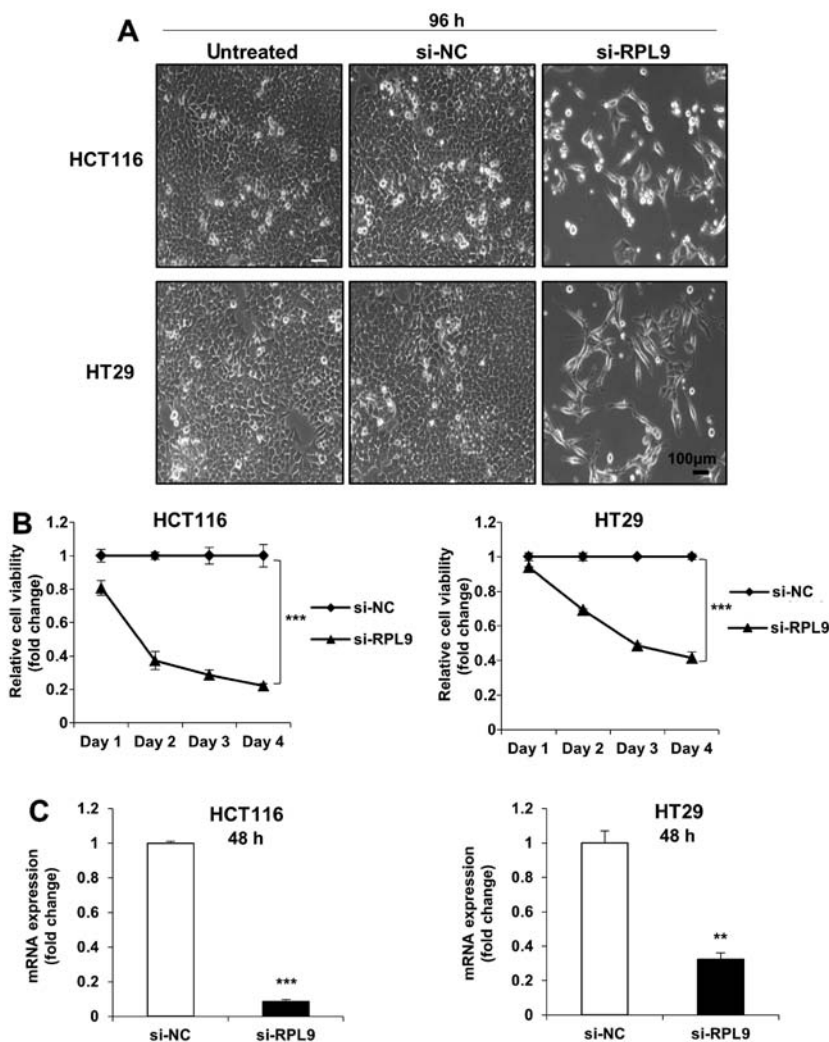 A
96 h
Untreated si-NC si-RPL9
HCT116
HT29
100μm
B
HCT116
Relative cell viability
(fold change)
1.2
1
0.8
0.6
0.4
0.2
0
Day 1 Day 2 Day 3 Day 4
***
si-NC
si-RPL9
HT29
Relative cell viability
(fold change)
1.2
1
0.8
0.6
0.4
0.2
0
Day 1 Day 2 Day 3 Day 4
***
si-NC
si-RPL9
C
HCT116
48 h
mRNA expression
(fold change)
1.2
1
0.8
0.6
0.4
0.2
0
***
si-NC si-RPL9
HT29
48 h
mRNA expression
(fold change)
1.2
1
0.8
0.6
0.4
0.2
0
**
si-NC si-RPL9